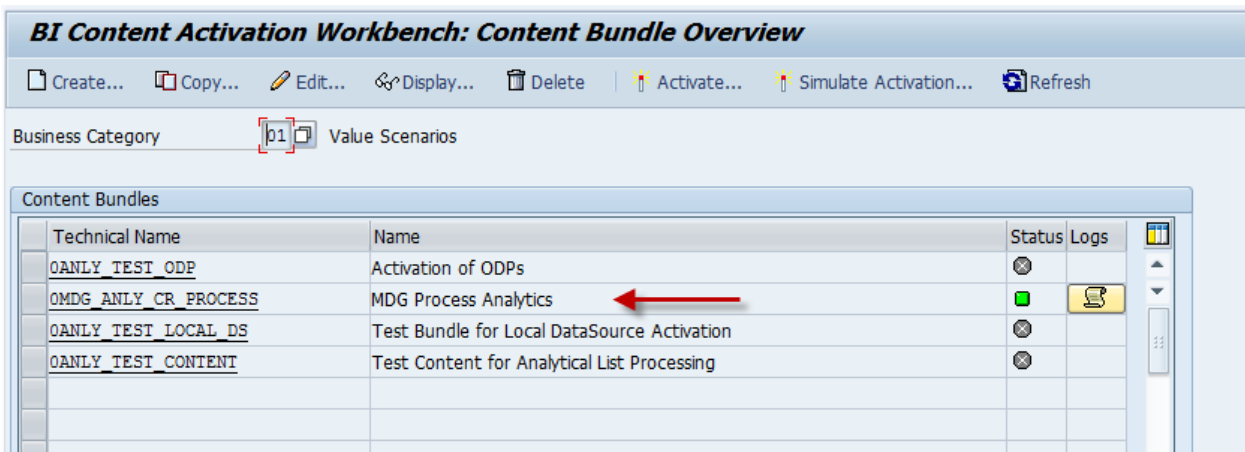 BI Content Activation Workbench: Content Bundle Overview
Create... Copy... Edit... Display... Delete Activate... Simulate Activation... Refresh
Business Category 01 Value Scenarios
Content Bundles
Technical Name Name Status Logs
0ANLY_TEST_ODP Activation of ODPs
0MDG_ANLY_CR_PROCESS MDG Process Analytics
0ANLY_TEST_LOCAL_DS Test Bundle for Local DataSource Activation
0ANLY_TEST_CONTENT Test Content for Analytical List Processing